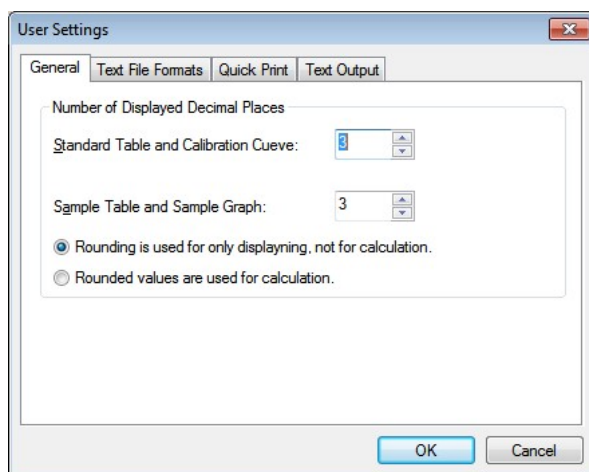 User Settings
General Text File Formats Quick Print Text Output
Number of Displayed Decimal Places
Standard Table and Calibration Cueve: 3
Sample Table and Sample Graph: 3
Rounding is used for only displayning, not for calculation.
Rounded values are used for calculation.
OK Cancel